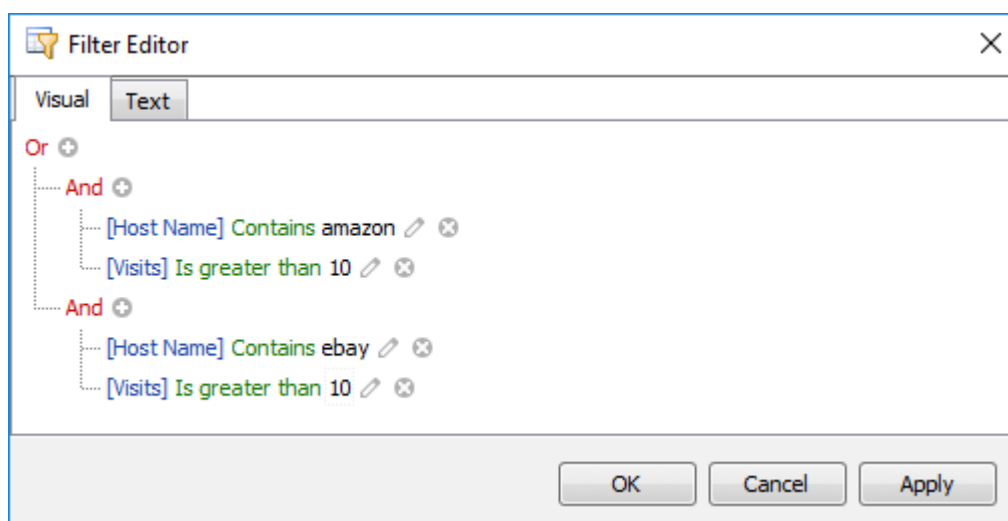 Filter Editor
Visual Text
Or
And
[Host Name] Contains amazon
[Visits] Is greater than 10
And
[Host Name] Contains ebay
[Visits] Is greater than 10
OK Cancel Apply